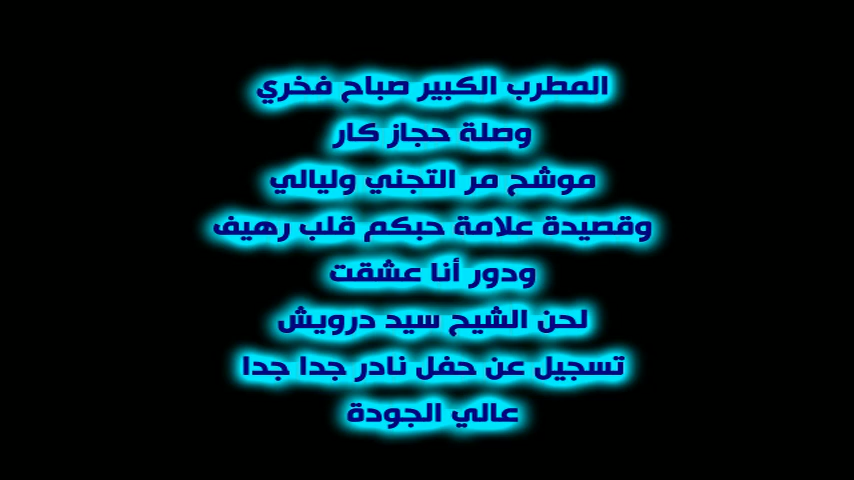 المطرب الكبير صباح فخري
وصلة حجاز كار
موشح مر التجني وليالي
وقصيدة علامة حبكم قلب رهيف
ودور أنا عشقت
لحن الشيح سيد درويش
تسجيل عن حفل نادر جدا جدا
عالي الجودة